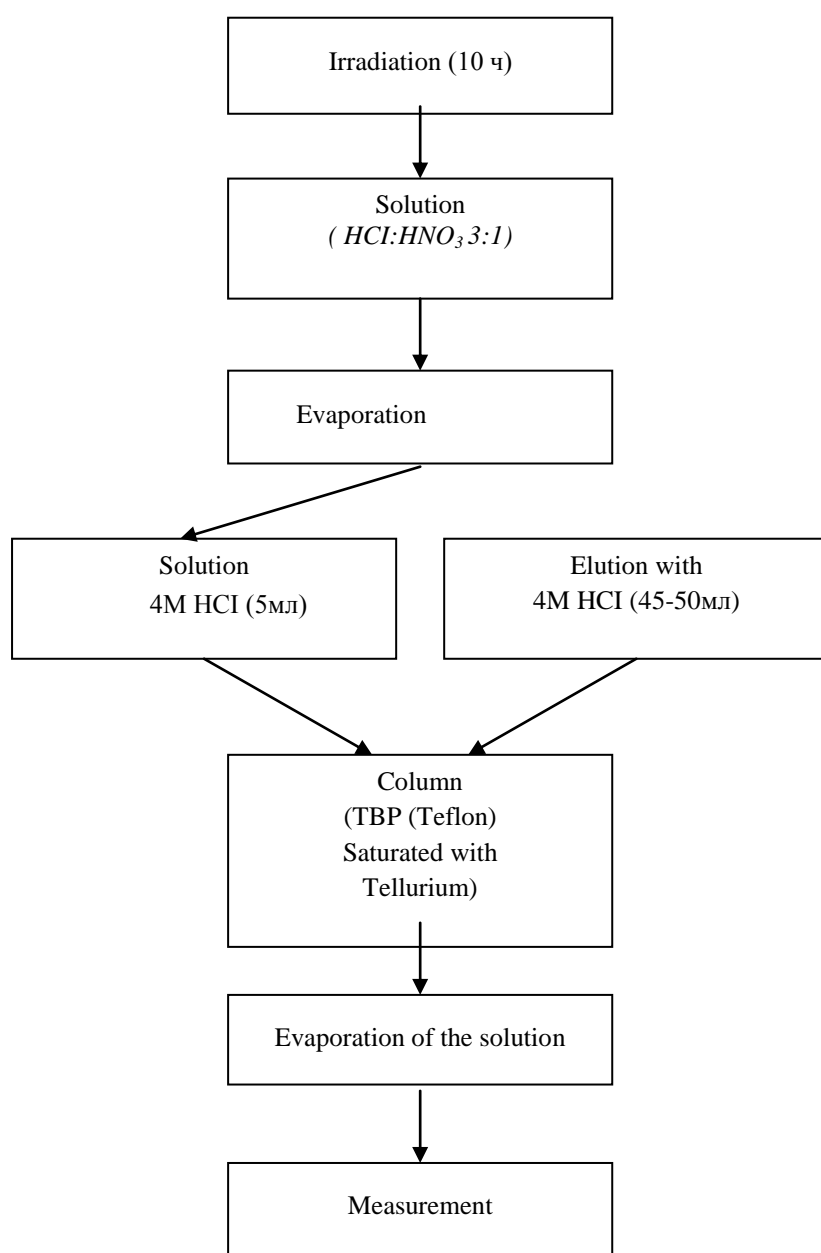 Irradiation (10 ч)
Solution
( HCI:HNO₃ 3:1)
Evaporation
Solution
4M HCI (5мл)
Elution with
4M HCI (45-50мл)
Column
(TBP (Teflon)
Saturated with
Tellurium)
Evaporation of the solution
Measurement